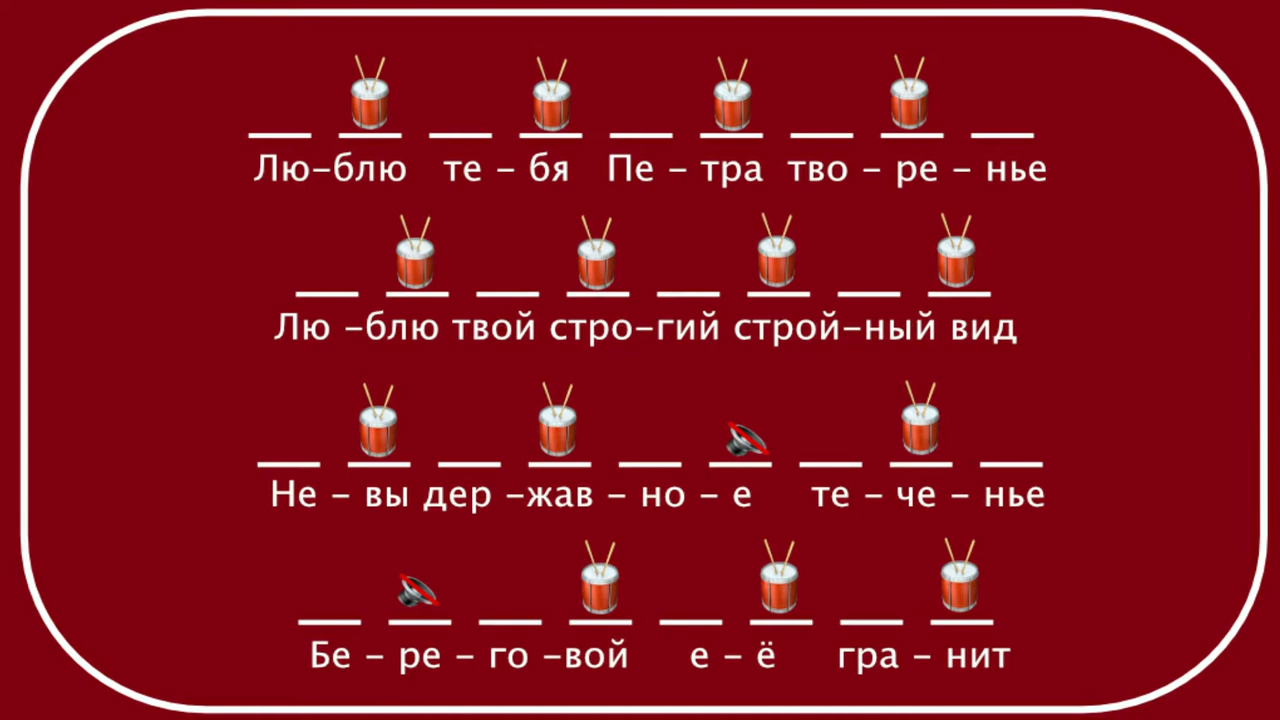 Лю-блю те - бя Пе - тра тво - ре - нье
Лю -блю твой стро-гий строй-ный вид
Не - вы дер -жав - но - е те - че - нье
Бе - ре - го -вой е - ё гра - нит